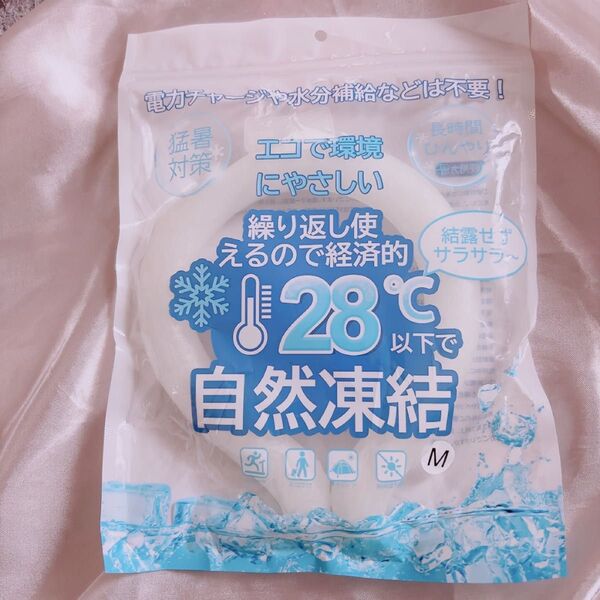 電力チャージや水分補給などは不要！
猛暑
対策
エコで環境
にやさしい
長時間
ひんやり
繰り返し使
えるので経済的
結露せず
サラサラ～
28℃
以下で
自然凍結
M